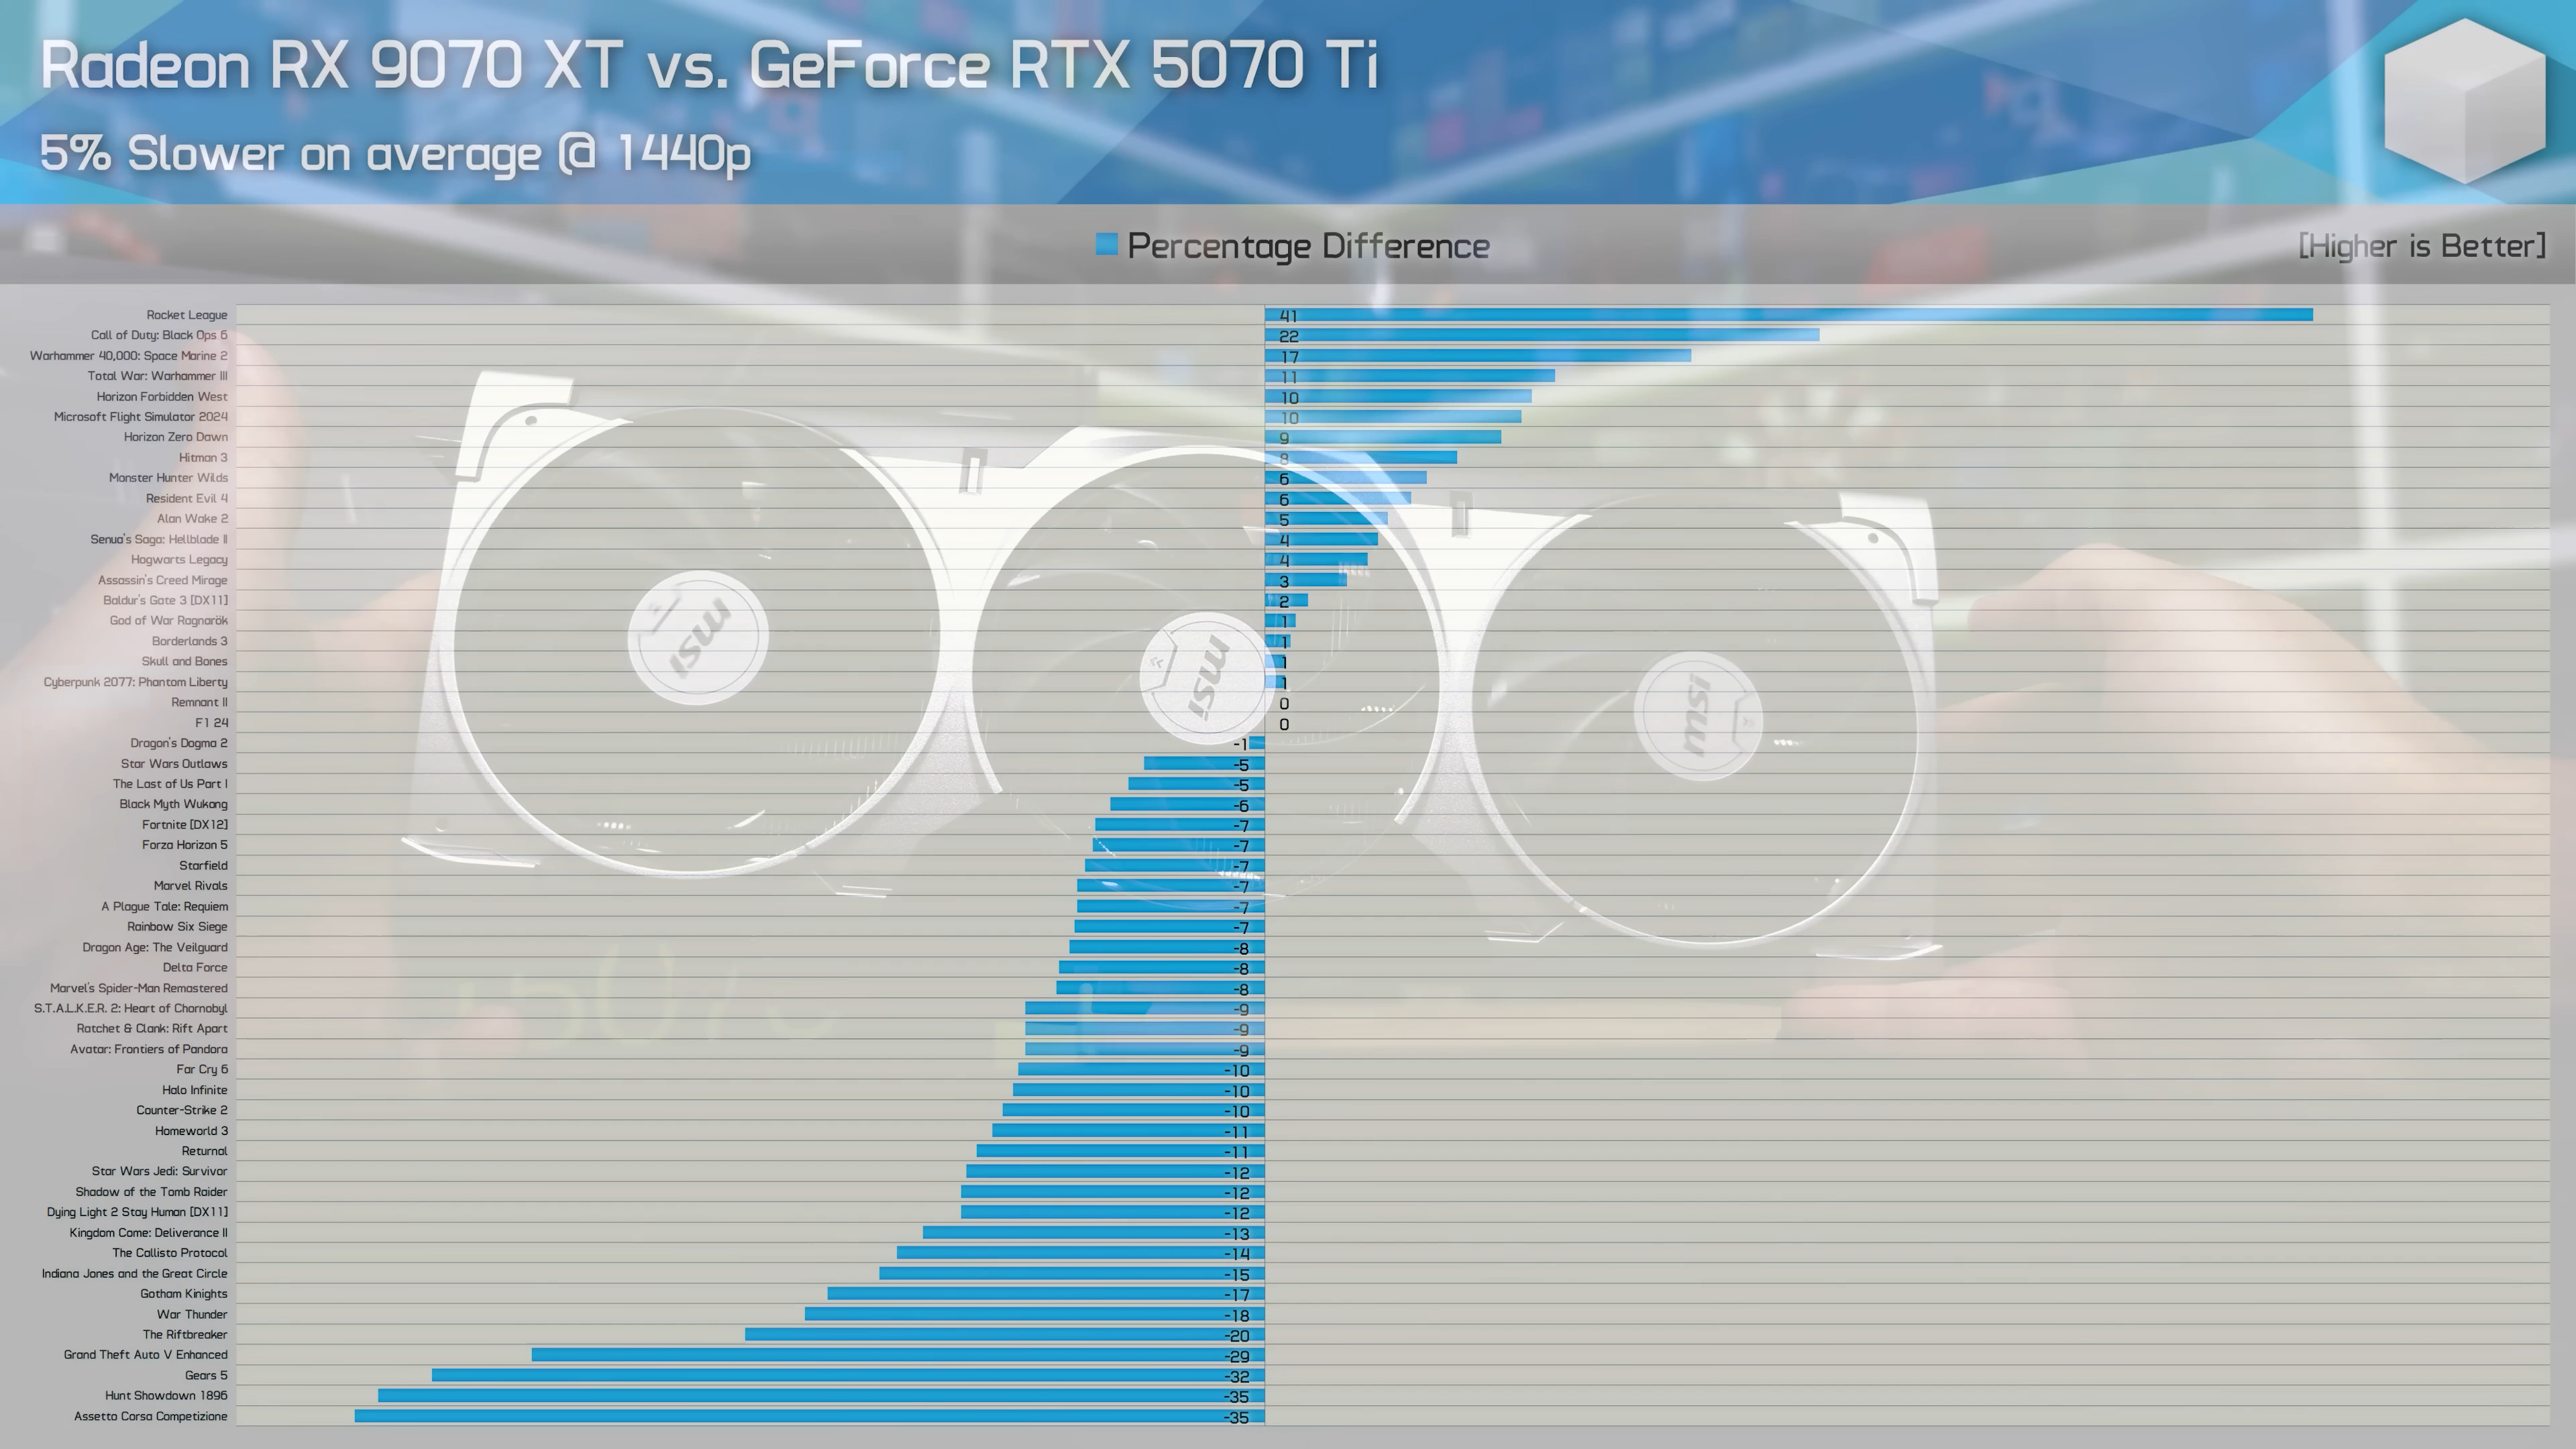 Radeon RX 9070 XT vs. GeForce RTX 5070 Ti
5% Slower on average @ 1440p
Percentage Difference
[Higher is Better]
Rocket League 41
Call of Duty: Black Ops 6 22
Warhammer 40,000: Space Marine 2 17
Total War: Warhammer III 11
Horizon Forbidden West 10
Microsoft Flight Simulator 2024 10
Horizon Zero Dawn 9
Hitman 3 8
Monster Hunter Wilds 6
Resident Evil 4 6
Alan Wake 2 5
Senua's Saga: Hellblade II 4
Hogwarts Legacy 4
Assassin's Creed Mirage 3
Baldur's Gate 3 [DX11] 2
God of War Ragnarök 1
Borderlands 3 1
Skull and Bones 1
Cyberpunk 2077: Phantom Liberty 1
Remnant II 0
F1 24 0
Dragon's Dogma 2 -1
Star Wars Outlaws -5
The Last of Us Part I -5
Black Myth Wukong -6
Fortnite [DX12] -7
Forza Horizon 5 -7
Starfield -7
Marvel Rivals -7
A Plague Tale: Requiem -7
Rainbow Six Siege -7
Dragon Age: The Veilguard -8
Delta Force -8
Marvel's Spider-Man Remastered -8
S.T.A.L.K.E.R. 2: Heart of Chornobyl -9
Ratchet & Clank: Rift Apart -9
Avatar: Frontiers of Pandora -9
Far Cry 6 -10
Halo Infinite -10
Counter-Strike 2 -10
Homeworld 3 -11
Returnal -11
Star Wars Jedi: Survivor -12
Shadow of the Tomb Raider -12
Dying Light 2 Stay Human [DX11] -12
Kingdom Come: Deliverance II -13
The Callisto Protocol -14
Indiana Jones and the Great Circle -15
Gotham Knights -17
War Thunder -18
The Riftbreaker -20
Grand Theft Auto V Enhanced -29
Gears 5 -32
Hunt Showdown 1896 -35
Assetto Corsa Competizione -35
msi
msi
msi